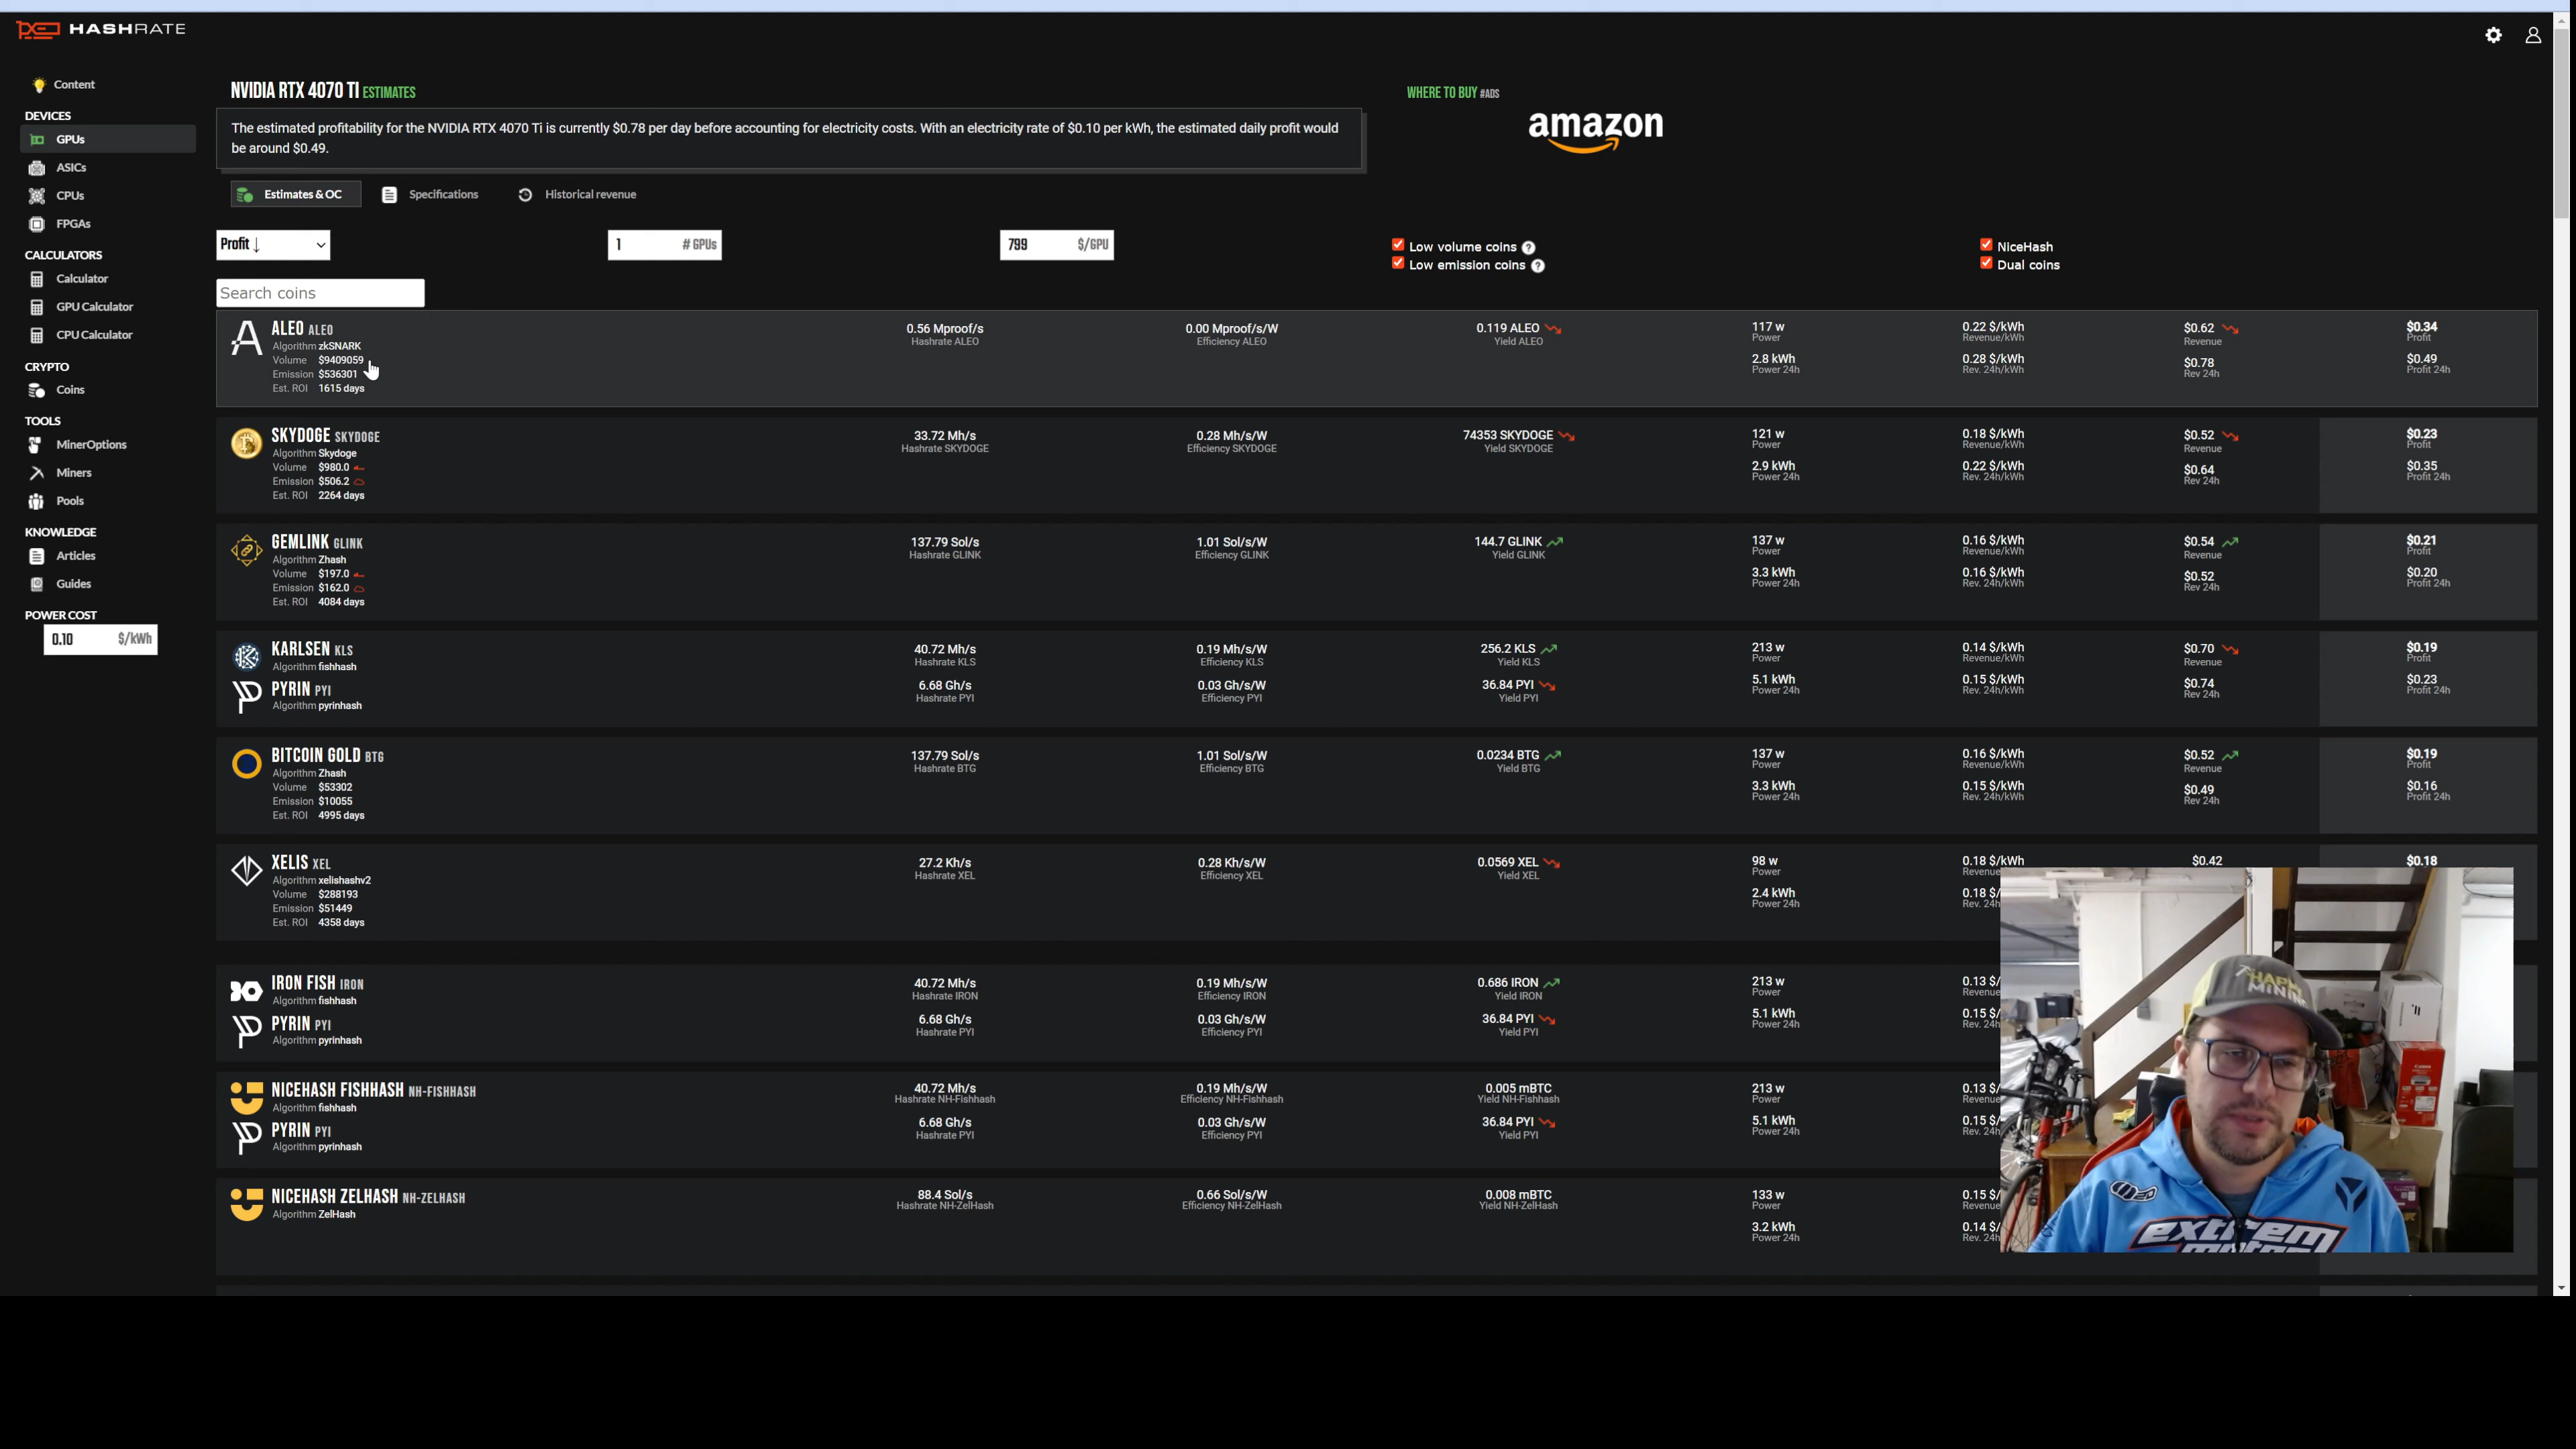 HASHRATE
Content
DEVICES
GPUs
ASICs
CPUs
FPGAs
CALCULATORS
Calculator
GPU Calculator
CPU Calculator
CRYPTO
Coins
TOOLS
MinerOptions
Miners
Pools
KNOWLEDGE
Articles
Guides
POWER COST
0.10 $/kWh
NVIDIA RTX 4070 TI ESTIMATES
WHERE TO BUY #ADS
amazon
The estimated profitability for the NVIDIA RTX 4070 Ti is currently $0.78 per day before accounting for electricity costs. With an electricity rate of $0.10 per kWh, the estimated daily profit would
be around $0.49.
Estimates & OC Specifications Historical revenue
Profit ↓ 1 # GPUs 799 $/GPU
Low volume coins ? NiceHash
Low emission coins ? Dual coins
Search coins
ALEO ALEO 0.56 Mproof/s 0.00 Mproof/s/W 0.119 ALEO 117 w 0.22 $/kWh $0.62 $0.34
Hashrate ALEO Efficiency ALEO Yield ALEO Power Revenue/kWh Revenue Profit
Algorithm zkSNARK
Volume $9409059 2.8 kWh 0.28 $/kWh $0.78 $0.49
Emission $536301 Power 24h Rev. 24h/kWh Rev 24h Profit 24h
Est. ROI 1615 days
SKYDOGE SKYDOGE 33.72 Mh/s 0.28 Mh/s/W 74353 SKYDOGE 121 w 0.18 $/kWh $0.52 $0.23
Hashrate SKYDOGE Efficiency SKYDOGE Yield SKYDOGE Power Revenue/kWh Revenue Profit
Algorithm Skydoge
Volume $980.0 2.9 kWh 0.22 $/kWh $0.64 $0.35
Emission $506.2 Power 24h Rev. 24h/kWh Rev 24h Profit 24h
Est. ROI 2264 days
GEMLINK GLINK 137.79 Sol/s 1.01 Sol/s/W 144.7 GLINK 137 w 0.16 $/kWh $0.54 $0.21
Hashrate GLINK Efficiency GLINK Yield GLINK Power Revenue/kWh Revenue Profit
Algorithm Zhash
Volume $197.0 3.3 kWh 0.16 $/kWh $0.52 $0.20
Emission $162.0 Power 24h Rev. 24h/kWh Rev 24h Profit 24h
Est. ROI 4084 days
KARLSEN KLS 40.72 Mh/s 0.19 Mh/s/W 256.2 KLS 213 w 0.14 $/kWh $0.70 $0.19
Algorithm fishhash Hashrate KLS Efficiency KLS Yield KLS Power Revenue/kWh Revenue Profit
PYRIN PYI 6.68 Gh/s 0.03 Gh/s/W 36.84 PYI 5.1 kWh 0.15 $/kWh $0.74 $0.23
Algorithm pyrinhash Hashrate PYI Efficiency PYI Yield PYI Power 24h Rev. 24h/kWh Rev 24h Profit 24h
BITCOIN GOLD BTG 137.79 Sol/s 1.01 Sol/s/W 0.0234 BTG 137 w 0.16 $/kWh $0.52 $0.19
Hashrate BTG Efficiency BTG Yield BTG Power Revenue/kWh Revenue Profit
Algorithm Zhash
Volume $53302 3.3 kWh 0.15 $/kWh $0.49 $0.16
Emission $10055 Power 24h Rev. 24h/kWh Rev 24h Profit 24h
Est. ROI 4995 days
XELIS XEL 27.2 Kh/s 0.28 Kh/s/W 0.0569 XEL 98 w 0.18 $/kWh $0.42 $0.18
Hashrate XEL Efficiency XEL Yield XEL Power Revenue
Algorithm xelishashv2
Volume $288193 2.4 kWh 0.18 $/
Emission $51449 Power 24h Rev. 24h
Est. ROI 4358 days
IRON FISH IRON 40.72 Mh/s 0.19 Mh/s/W 0.686 IRON 213 w 0.13 $/
Algorithm fishhash Hashrate IRON Efficiency IRON Yield IRON Power Revenue
PYRIN PYI 6.68 Gh/s 0.03 Gh/s/W 36.84 PYI 5.1 kWh 0.15 $/
Algorithm pyrinhash Hashrate PYI Efficiency PYI Yield PYI Power 24h Rev. 24h
NICEHASH FISHHASH NH-FISHHASH 40.72 Mh/s 0.19 Mh/s/W 0.005 mBTC 213 w 0.13 $/
Algorithm fishhash Hashrate NH-Fishhash Efficiency NH-Fishhash Yield NH-Fishhash Power Revenue
PYRIN PYI 6.68 Gh/s 0.03 Gh/s/W 36.84 PYI 5.1 kWh 0.15 $/
Algorithm pyrinhash Hashrate PYI Efficiency PYI Yield PYI Power 24h Rev. 24h
NICEHASH ZELHASH NH-ZELHASH 88.4 Sol/s 0.66 Sol/s/W 0.008 mBTC 133 w 0.15 $/
Algorithm ZelHash Hashrate NH-ZelHash Efficiency NH-ZelHash Yield NH-ZelHash Power Revenue
3.2 kWh 0.14 $/
Power 24h Rev. 24h
MININ
Canon
extrem